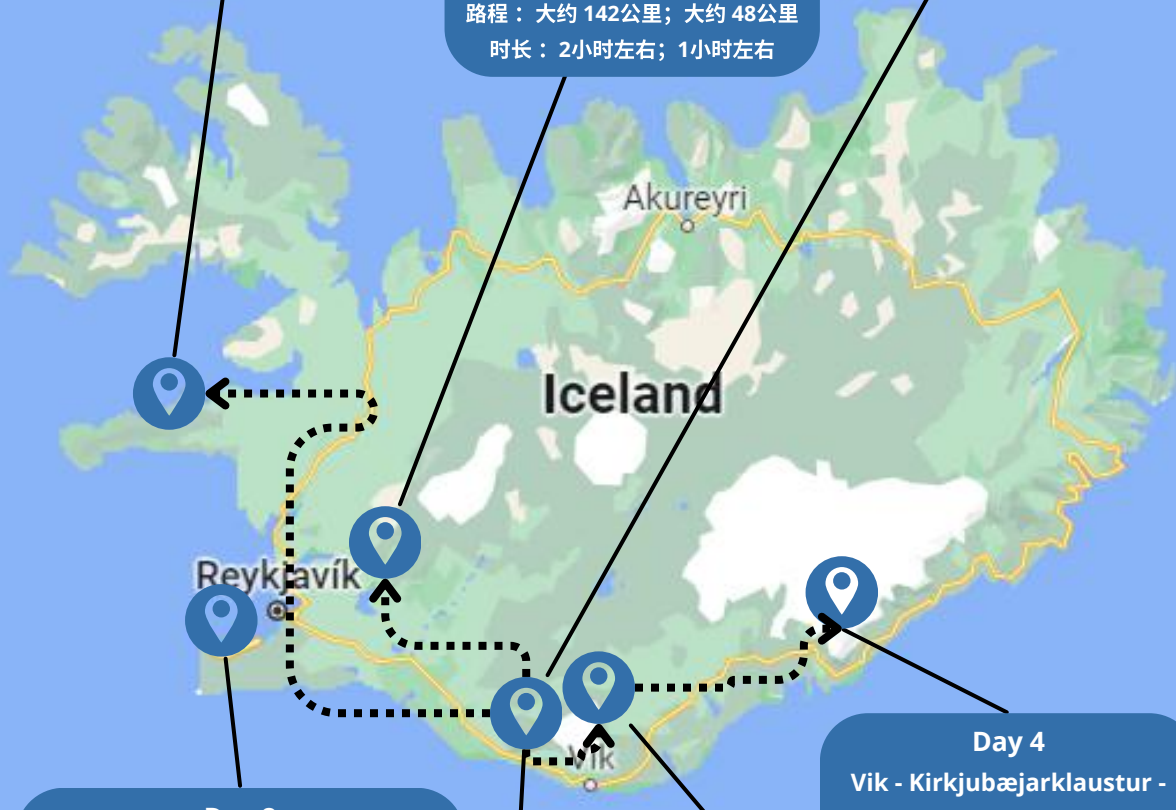 路程 ：大约 142公里；大约 48公里
时长 ：2小时左右；1小时左右
Akureyri
Iceland
Reykjavík
Vik
Day 4
Vik - Kirkjubæjarklaustur -